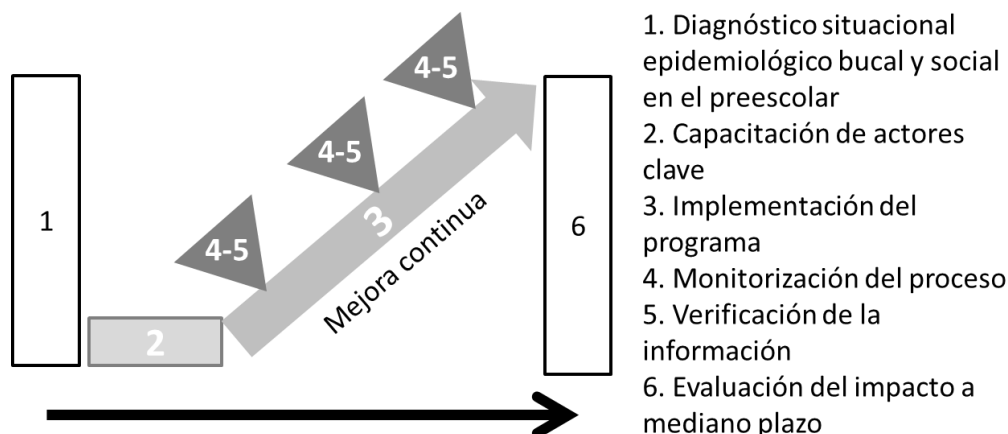 1
2
4-5
4-5
4-5
3
Mejora continua
6
1. Diagnóstico situacional
epidemiológico bucal y social
en el preescolar
2. Capacitación de actores
clave
3. Implementación del
programa
4. Monitorización del proceso
5. Verificación de la
información
6. Evaluación del impacto a
mediano plazo